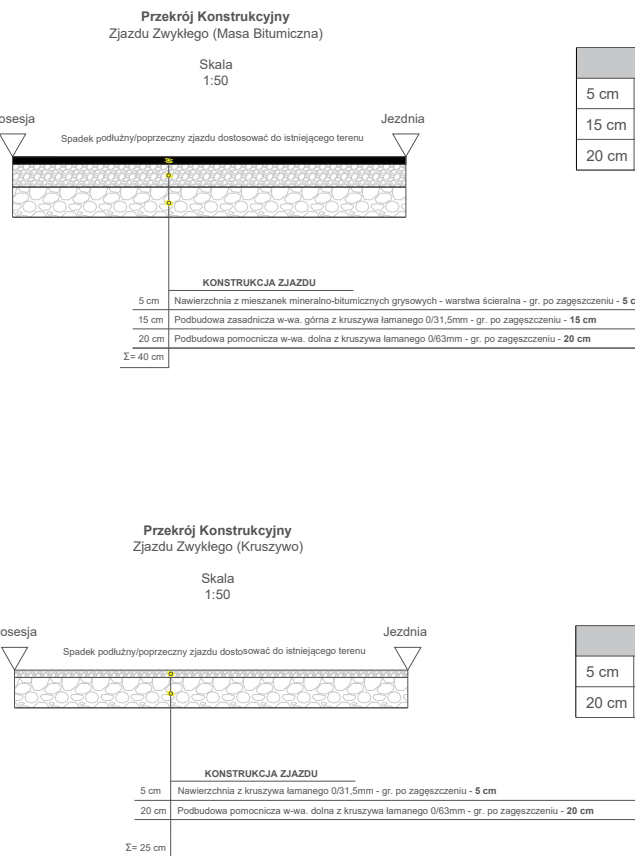 Przekrój Konstrukcyjny
Zjazdu Zwykłego (Masa Bitumiczna)
Skala
1:50
osesja
Jezdnia
Spadek podłużny/poprzeczny zjazdu dostosować do istniejącego terenu
5 cm
15 cm
20 cm
KONSTRUKCJA ZJAZDU
5 cm Nawierzchnia z mieszanek mineralno-bitumicznych grysowych - warstwa ścieralna - gr. po zagęszczeniu - 5 c
15 cm Podbudowa zasadnicza w-wa. górna z kruszywa łamanego 0/31,5mm - gr. po zagęszczeniu - 15 cm
20 cm Podbudowa pomocnicza w-wa. dolna z kruszywa łamanego 0/63mm - gr. po zagęszczeniu - 20 cm
Σ= 40 cm
Przekrój Konstrukcyjny
Zjazdu Zwykłego (Kruszywo)
Skala
1:50
osesja
Jezdnia
Spadek podłużny/poprzeczny zjazdu dostosować do istniejącego terenu
5 cm
20 cm
KONSTRUKCJA ZJAZDU
5 cm Nawierzchnia z kruszywa łamanego 0/31,5mm - gr. po zagęszczeniu - 5 cm
20 cm Podbudowa pomocnicza w-wa. dolna z kruszywa łamanego 0/63mm - gr. po zagęszczeniu - 20 cm
Σ= 25 cm